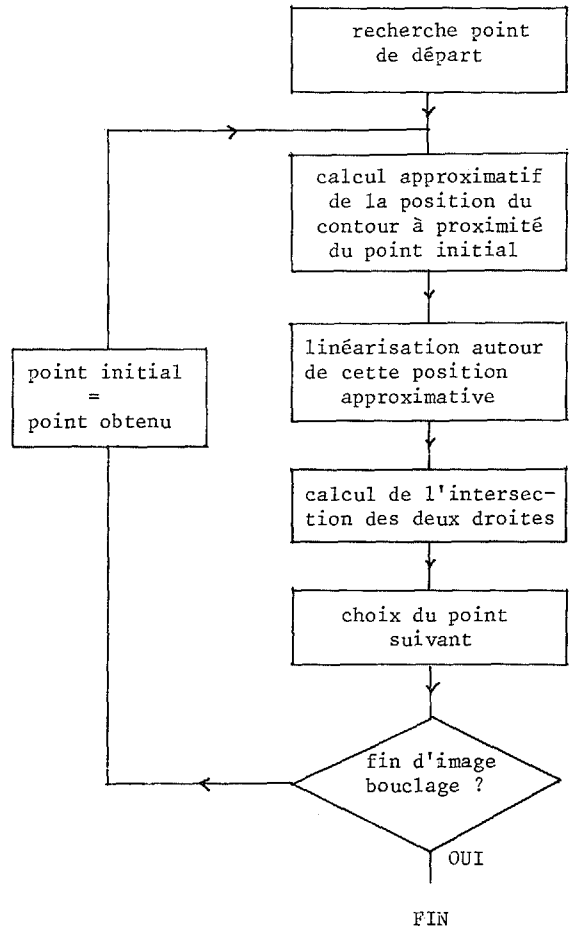 recherche point
de départ
calcul approximatif
de la position du
contour à proximité
du point initial
linéarisation autour
de cette position
approximative
point initial
=
point obtenu
calcul de l'intersec-
tion des deux droites
choix du point
suivant
fin d'image
bouclage ?
OUI
FIN